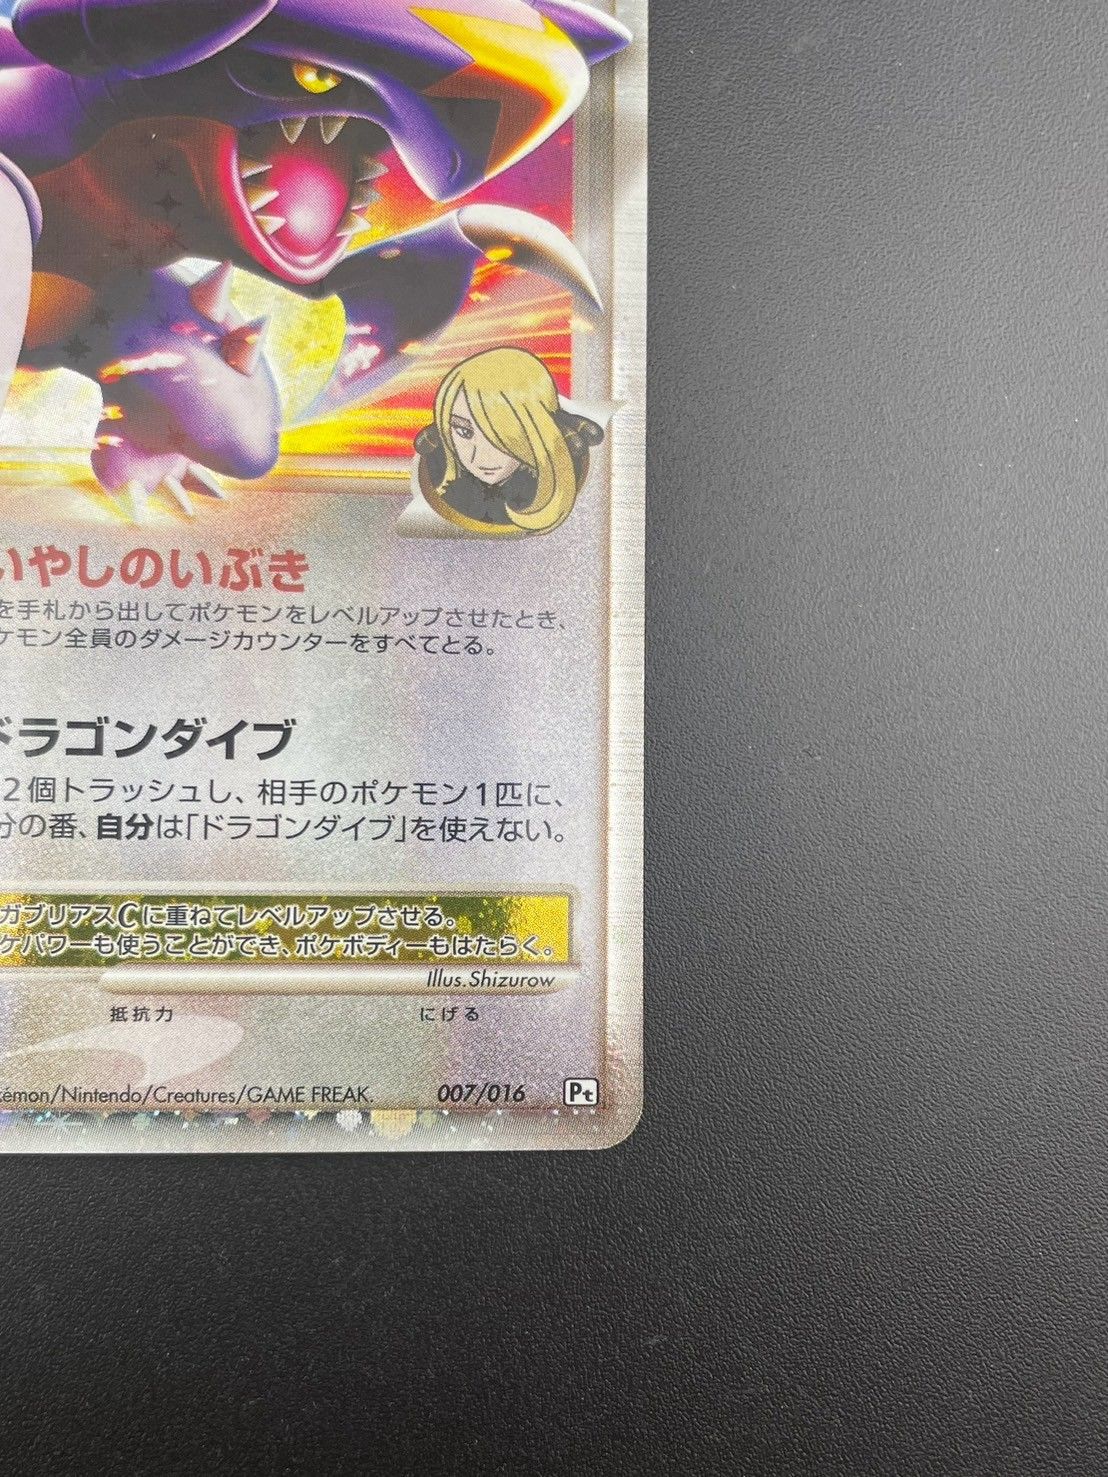 いやしのいぶき
を手札から出してポケモンをレベルアップさせたとき、
ケモン全員のダメージカウンターをすべてとる。
ドラゴンダイブ
2個トラッシュし、相手のポケモン1匹に、
分の番、自分は「ドラゴンダイブ」を使えない。
ガブリアスCに重ねてレベルアップさせる。
ケパワーも使うことができ、ポケボディーもはたらく。
Illus. Shizurow
抵抗力 にげる
kémon/Nintendo/Creatures/GAME FREAK. 007/016 Pt